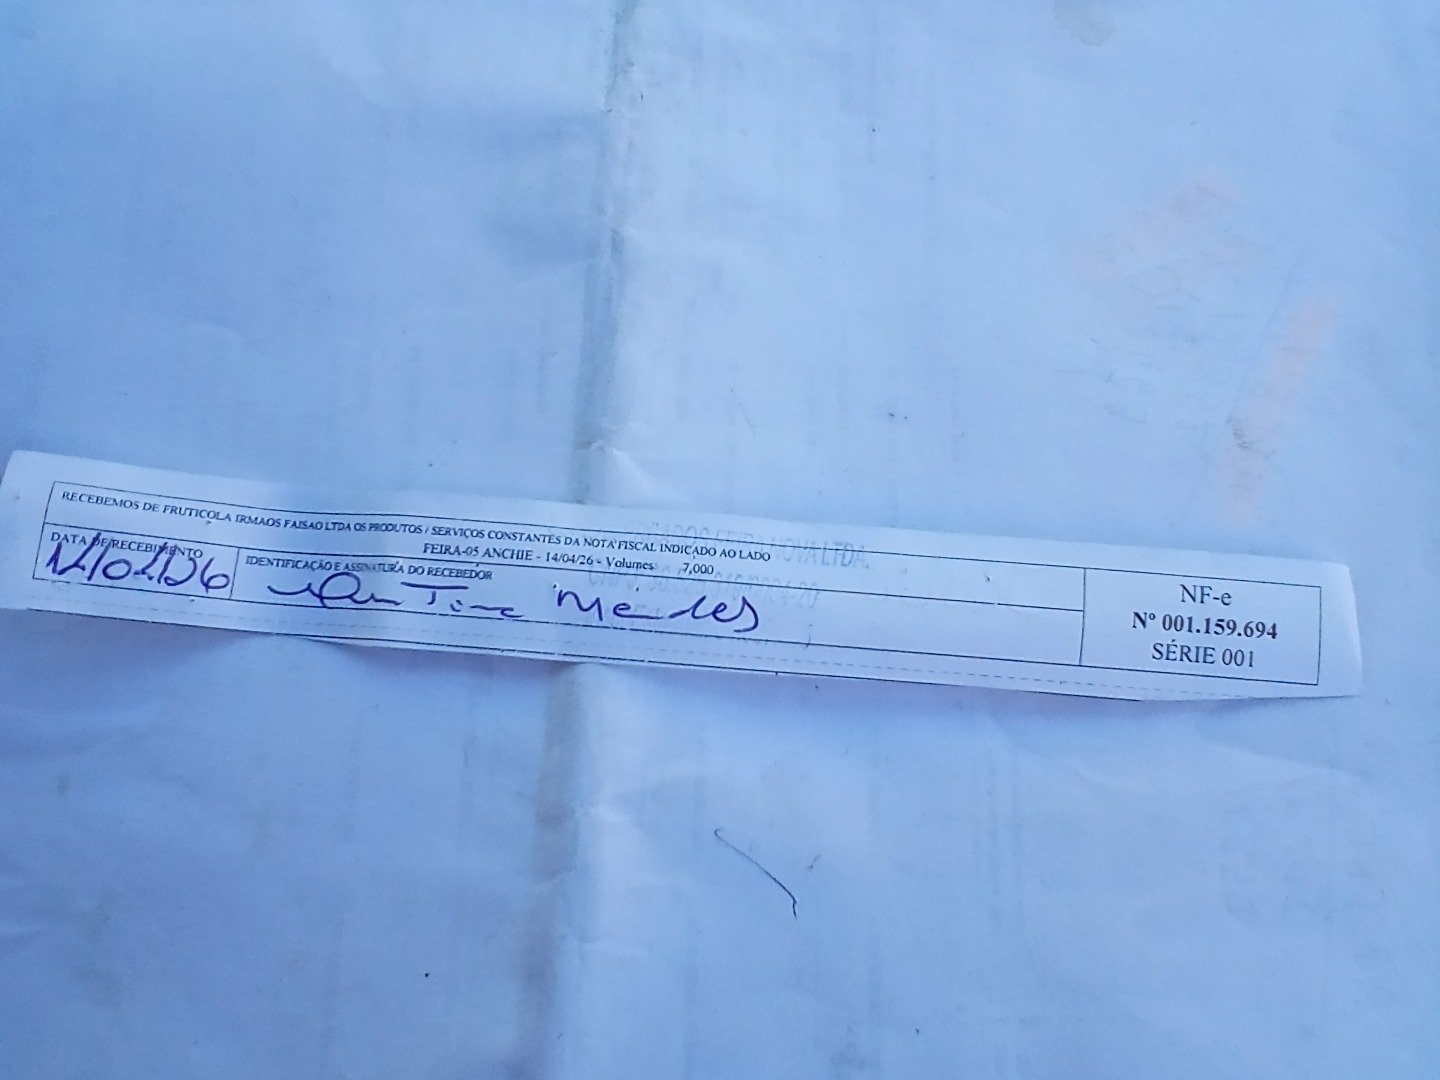 RECEBEMOS DE FRUTICOLA IRMAOS FAISAO LTDA OS PRODUTOS / SERVIÇOS CONSTANTES DA NOTA FISCAL INDICADO AO LADO
FEIRA-05 ANCHIE - 14/04/26 - Volumes: 7,000
DATA DE RECEBIMENTO
IDENTIFICAÇÃO E ASSINATURA DO RECEBEDOR
NF-e
Nº 001.159.694
SÉRIE 001